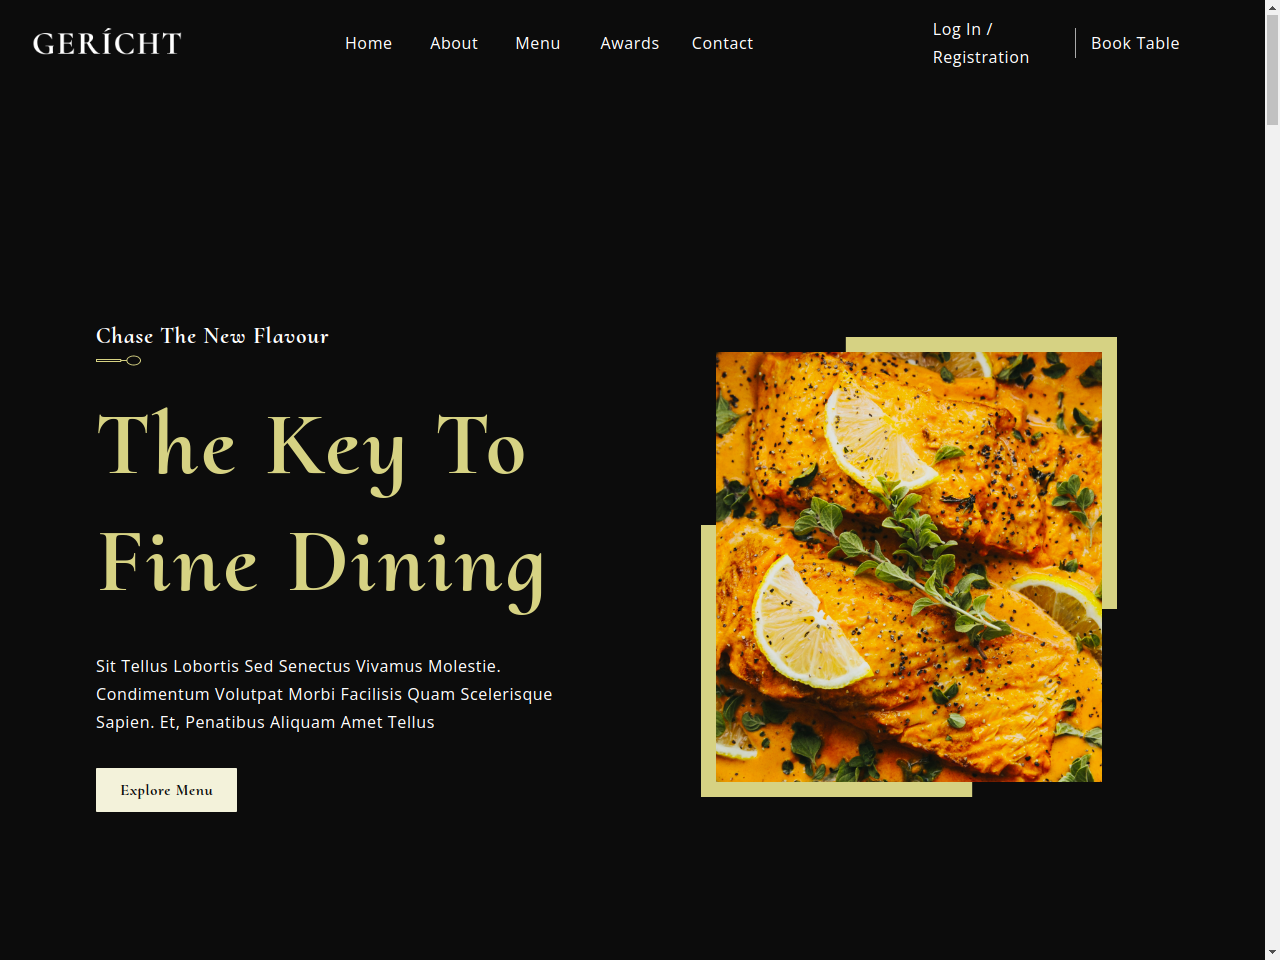 GERÍCHT
Home
About
Menu
Awards
Contact
Log In /
Registration
Book Table
Chase The New Flavour
The Key To
Fine Dining
Sit Tellus Lobortis Sed Senectus Vivamus Molestie.
Condimentum Volutpat Morbi Facilisis Quam Scelerisque
Sapien. Et, Penatibus Aliquam Amet Tellus
Explore Menu